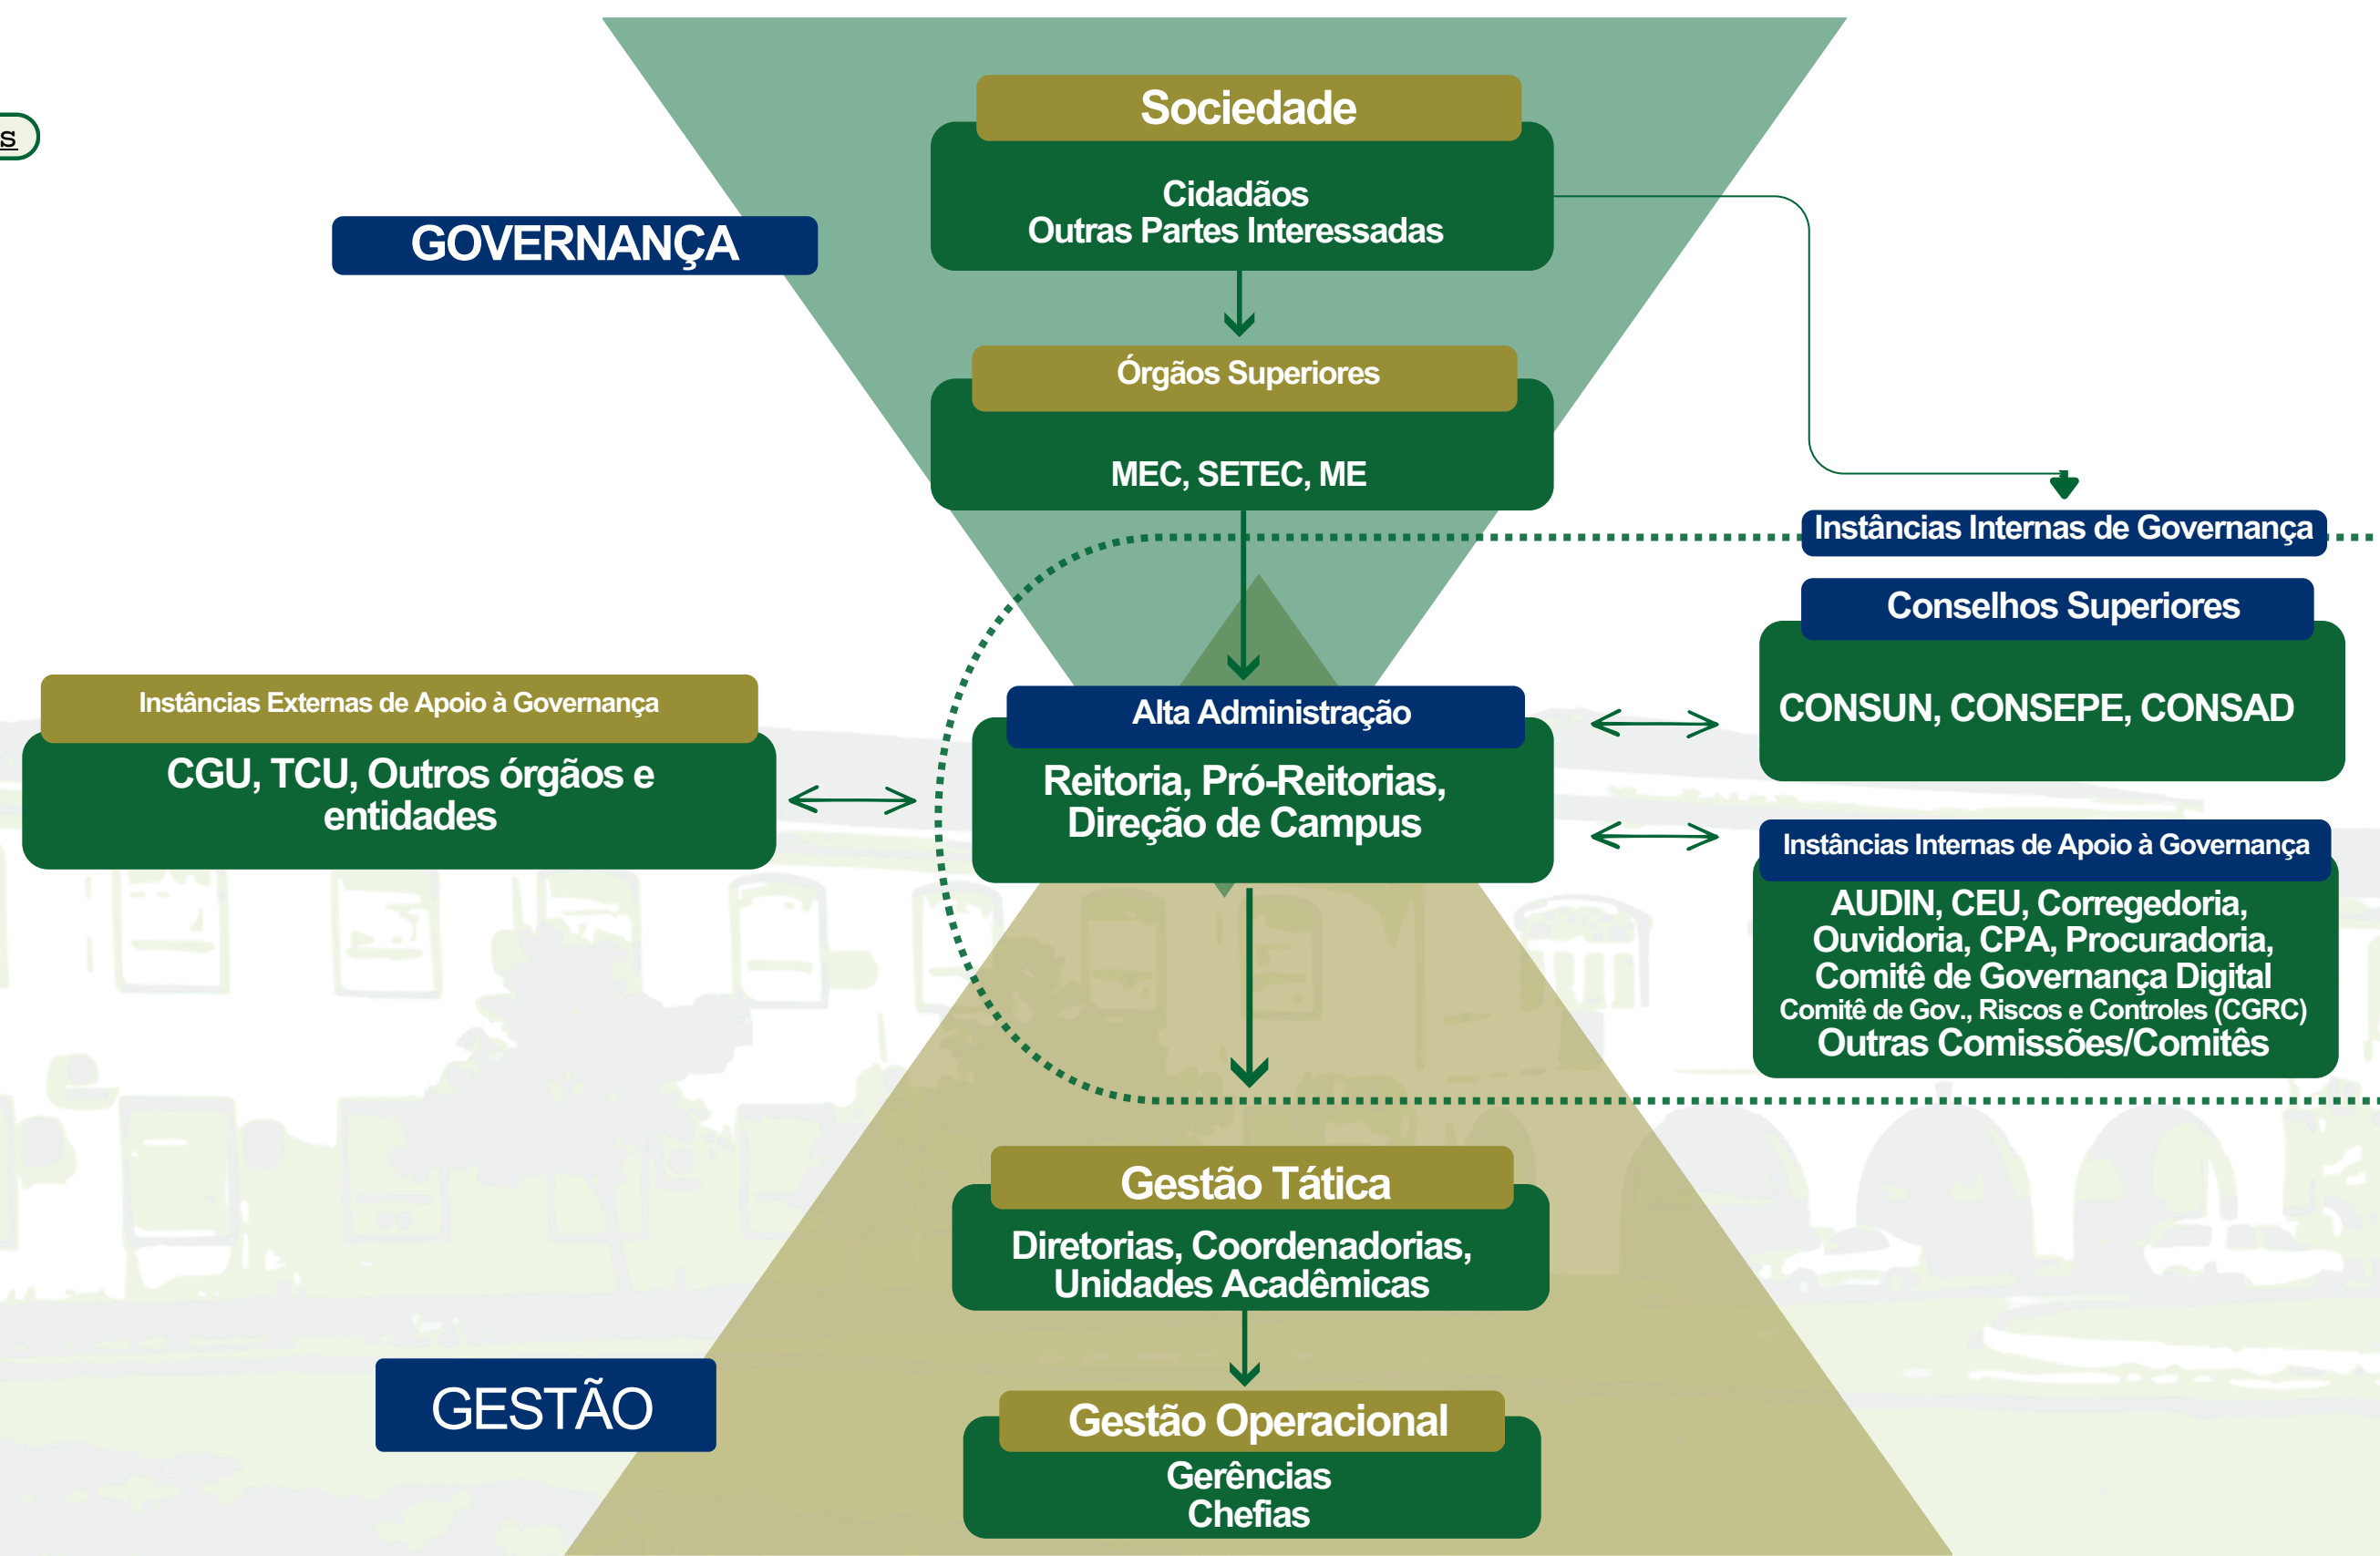 s
Sociedade
Cidadãos
Outras Partes Interessadas
GOVERNANÇA
Órgãos Superiores
MEC, SETEC, ME
Instâncias Internas de Governança
Conselhos Superiores
CONSUN, CONSEPE, CONSAD
Instâncias Externas de Apoio à Governança
CGU, TCU, Outros órgãos e
entidades
Alta Administração
Reitoria, Pró-Reitorias,
Direção de Campus
Instâncias Internas de Apoio à Governança
AUDIN, CEU, Corregedoria,
Ouvidoria, CPA, Procuradoria,
Comitê de Governança Digital
Comitê de Gov., Riscos e Controles (CGRC)
Outras Comissões/Comitês
Gestão Tática
Diretorias, Coordenadorias,
Unidades Acadêmicas
GESTÃO
Gestão Operacional
Gerências
Chefias